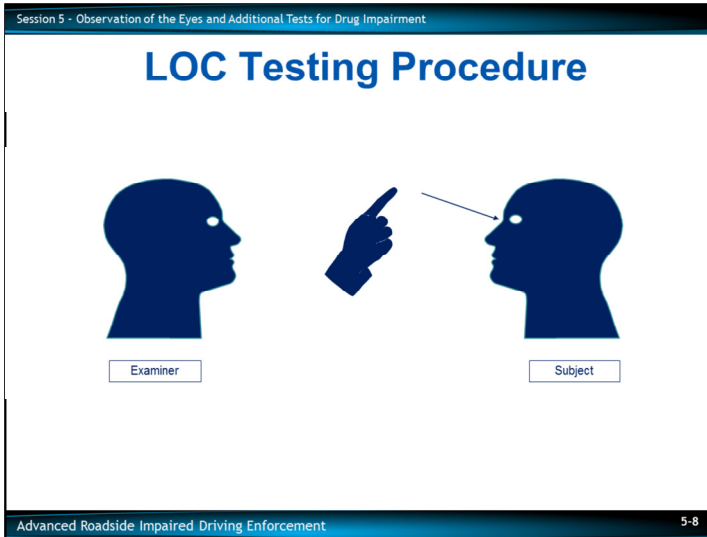 Session 5 - Observation of the Eyes and Additional Tests for Drug Impairment
LOC Testing Procedure
Examiner
Subject
Advanced Roadside Impaired Driving Enforcement
5-8